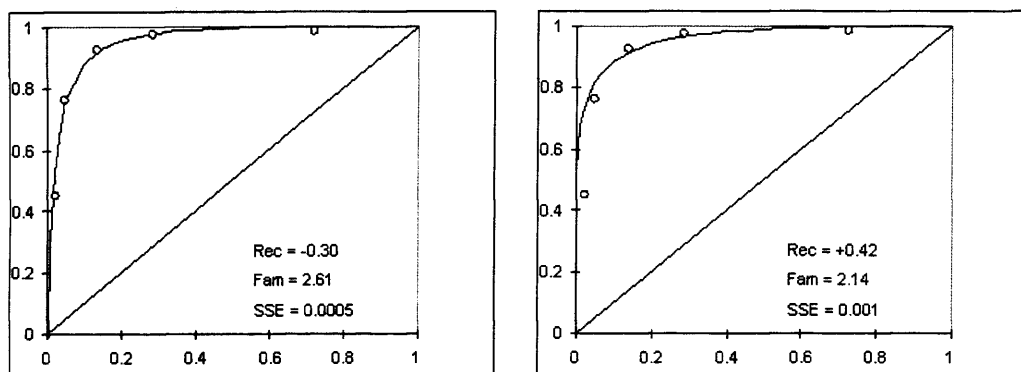 1
0.8
0.6
0.4
0.2
0
Rec = -0.30
Fam = 2.61
SSE = 0.0005
0 0.2 0.4 0.6 0.8 1
1
0.8
0.6
0.4
0.2
0
Rec = +0.42
Fam = 2.14
SSE = 0.001
0 0.2 0.4 0.6 0.8 1